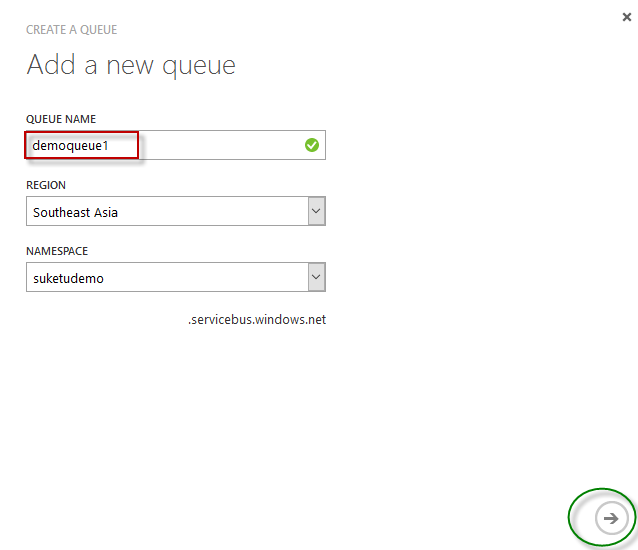 CREATE A QUEUE
Add a new queue
QUEUE NAME
demoqueue1
REGION
Southeast Asia
NAMESPACE
suketudemo
.servicebus.windows.net